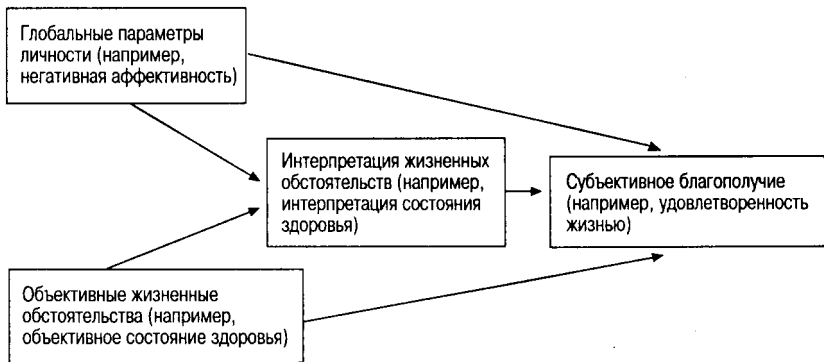 Глобальные параметры
личности (например,
негативная аффективность)
Интерпретация жизненных
обстоятельств (например,
интерпретация состояния
здоровья)
Субъективное благополучие
(например, удовлетворенность
жизнью)
Объективные жизненные
обстоятельства (например,
объективное состояние здоровья)